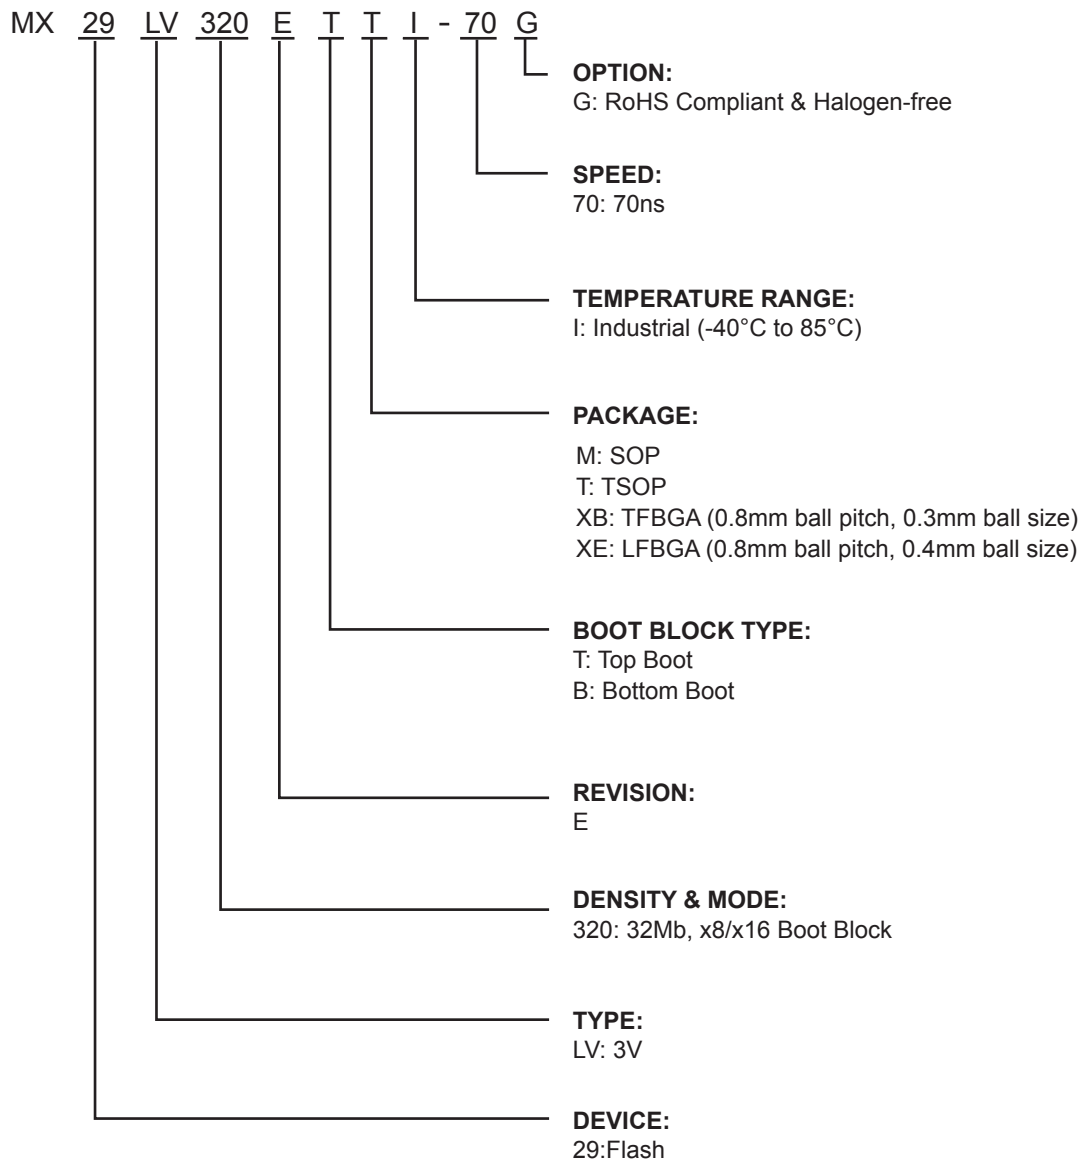 MX 29 LV 320 E T T I - 70 G
OPTION:
G: RoHS Compliant & Halogen-free
SPEED:
70: 70ns
TEMPERATURE RANGE:
I: Industrial (-40°C to 85°C)
PACKAGE:
M: SOP
T: TSOP
XB: TFBGA (0.8mm ball pitch, 0.3mm ball size)
XE: LFBGA (0.8mm ball pitch, 0.4mm ball size)
BOOT BLOCK TYPE:
T: Top Boot
B: Bottom Boot
REVISION:
E
DENSITY & MODE:
320: 32Mb, x8/x16 Boot Block
TYPE:
LV: 3V
DEVICE:
29:Flash